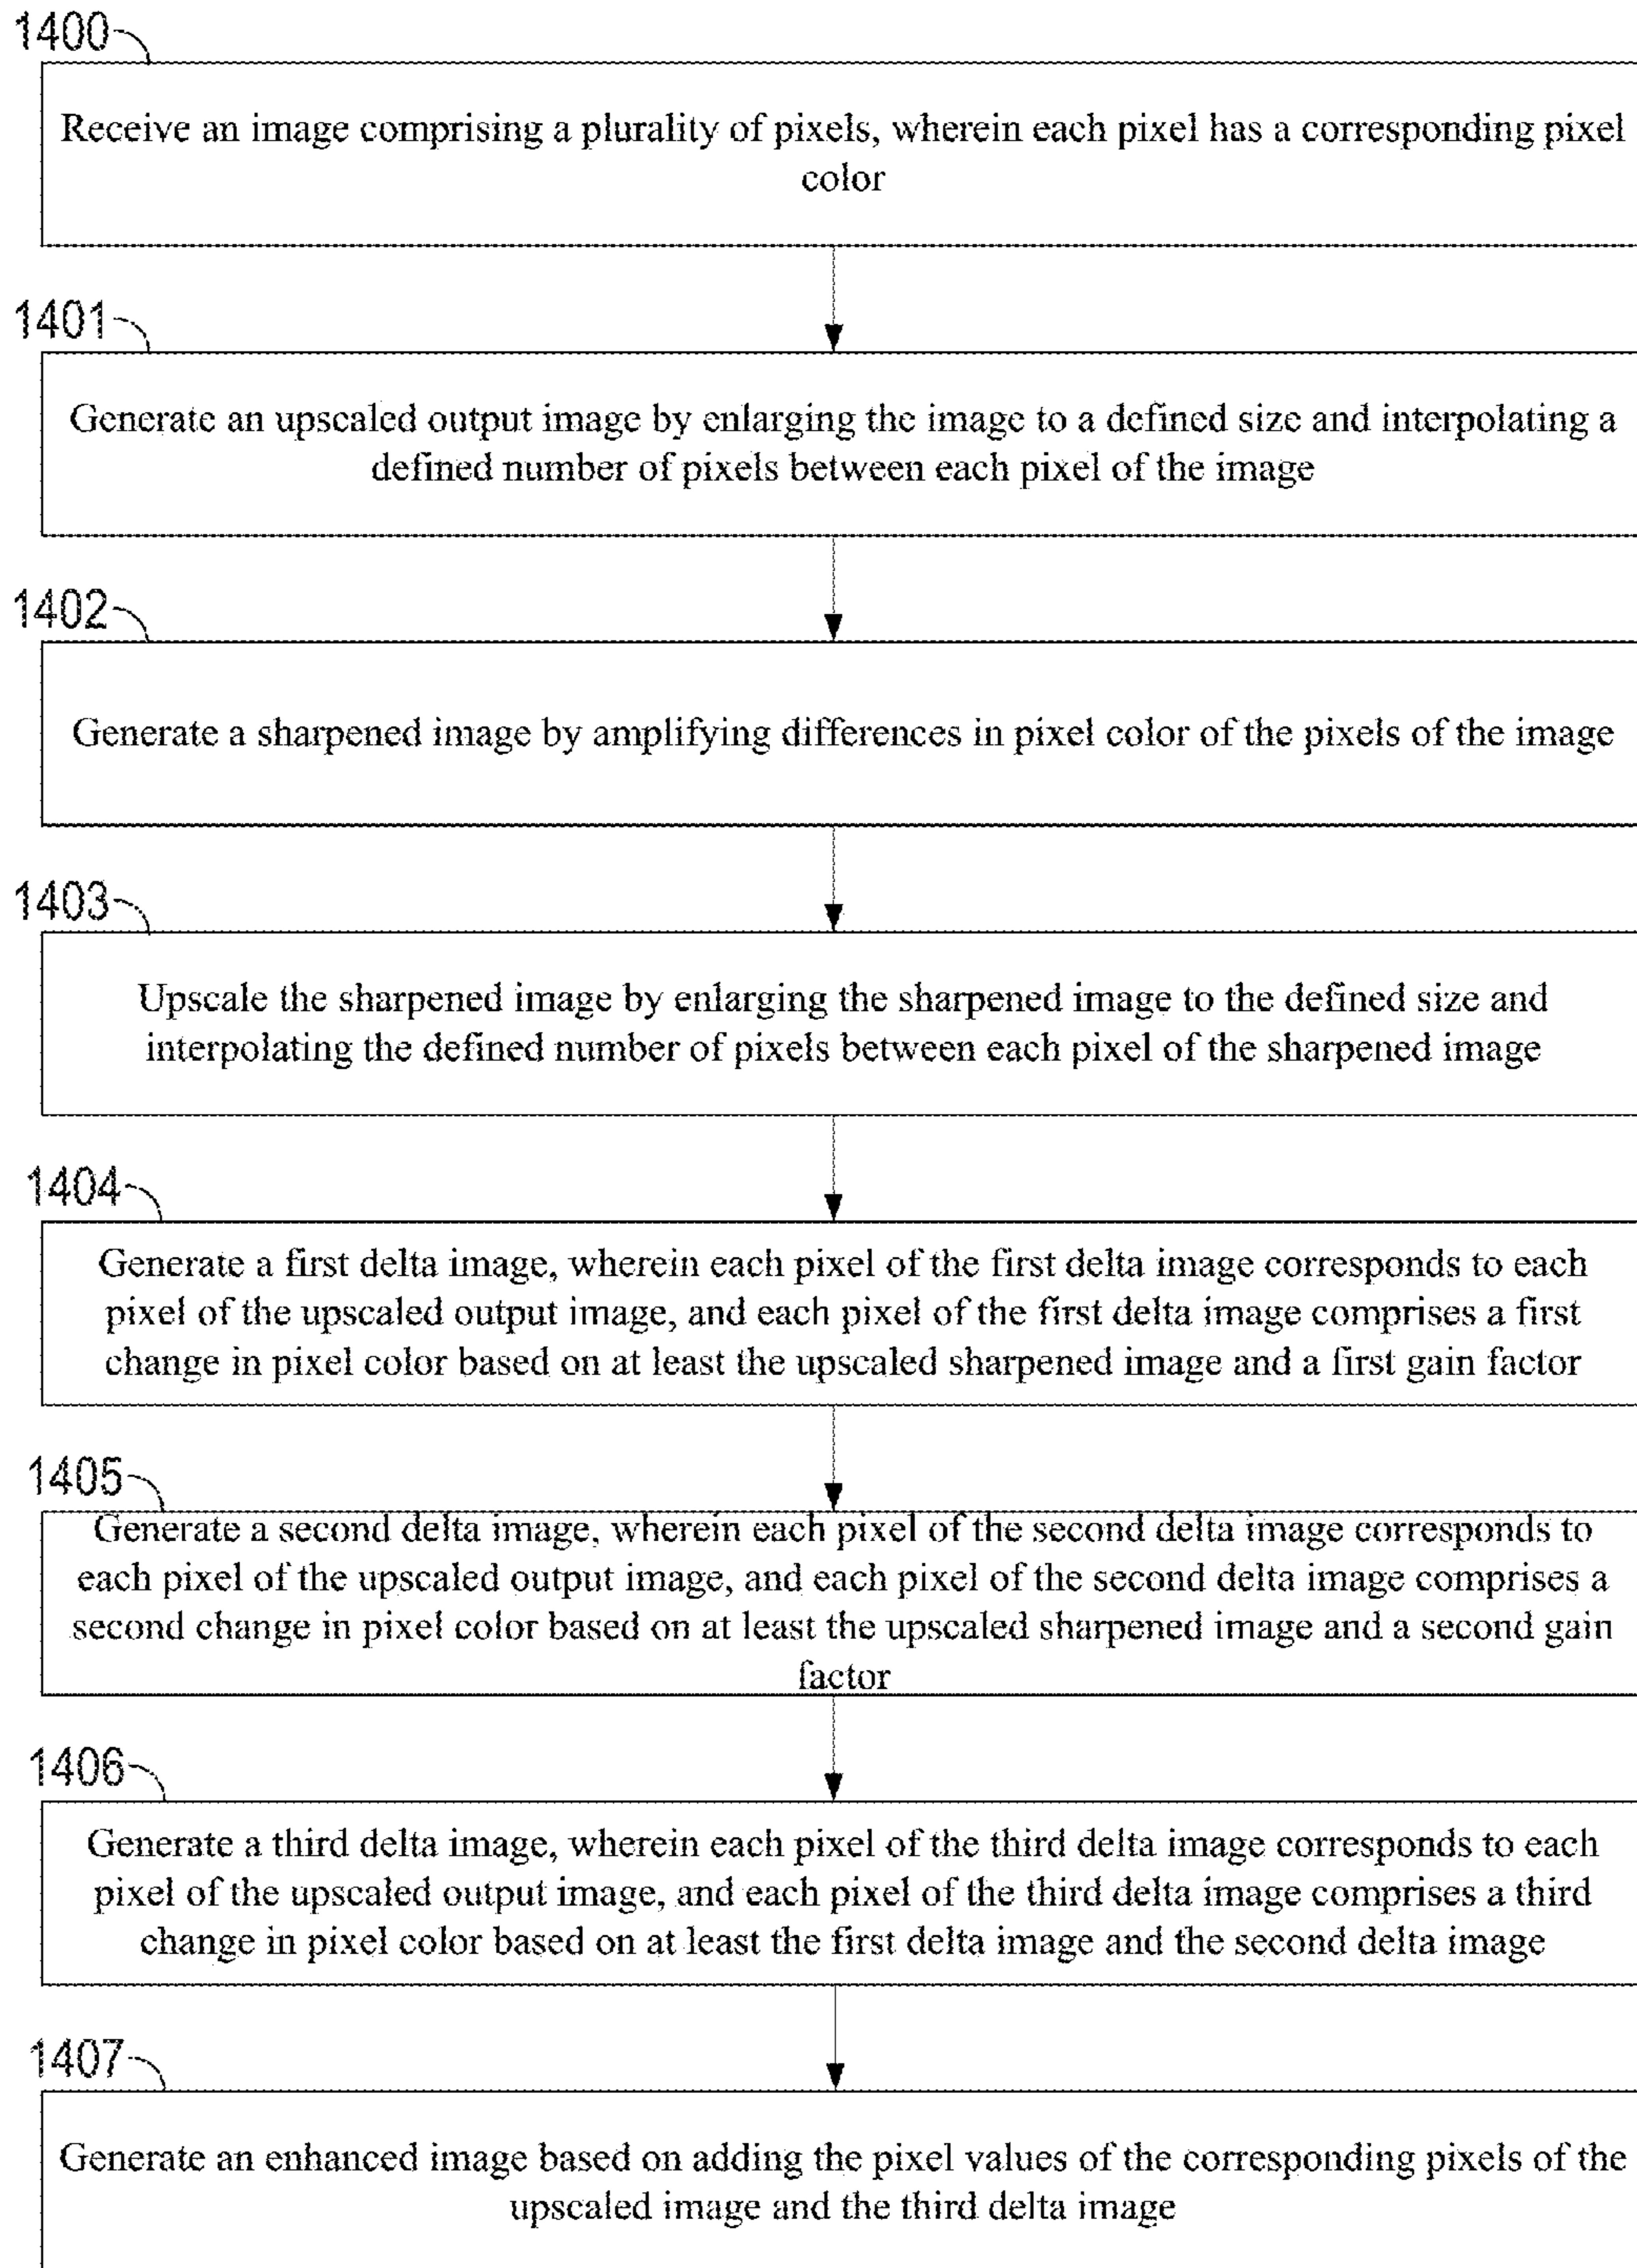 1400
Receive an image comprising a plurality of pixels, wherein each pixel has a corresponding pixel
color
1401
Generate an upscaled output image by enlarging the image to a defined size and interpolating a
defined number of pixels between each pixel of the image
1402
Generate a sharpened image by amplifying differences in pixel color of the pixels of the image
1403
Upscale the sharpened image by enlarging the sharpened image to the defined size and
interpolating the defined number of pixels between each pixel of the sharpened image
1404
Generate a first delta image, wherein each pixel of the first delta image corresponds to each
pixel of the upscaled output image, and each pixel of the first delta image comprises a first
change in pixel color based on at least the upscaled sharpened image and a first gain factor
1405
Generate a second delta image, wherein each pixel of the second delta image corresponds to
each pixel of the upscaled output image, and each pixel of the second delta image comprises a
second change in pixel color based on at least the upscaled sharpened image and a second gain
factor
1406
Generate a third delta image, wherein each pixel of the third delta image corresponds to each
pixel of the upscaled output image, and each pixel of the third delta image comprises a third
change in pixel color based on at least the first delta image and the second delta image
1407
Generate an enhanced image based on adding the pixel values of the corresponding pixels of the
upscaled image and the third delta image